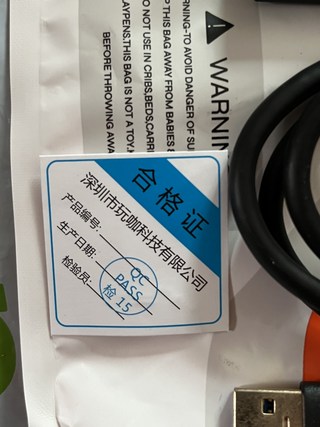 合格证
深圳市玩咖科技有限公司
产品编号:
生产日期:
检验员:
QC
PASS
检 15
WARNIN
WARNING-TO AVOID DANGER OF SU
P THIS BAG AWAY FROM BABIES
DO NOT USE IN CRIBS,BEDS,CARRI
AYPENS.THIS BAG IS NOT A TOY.
BEFORE THROWING AWA